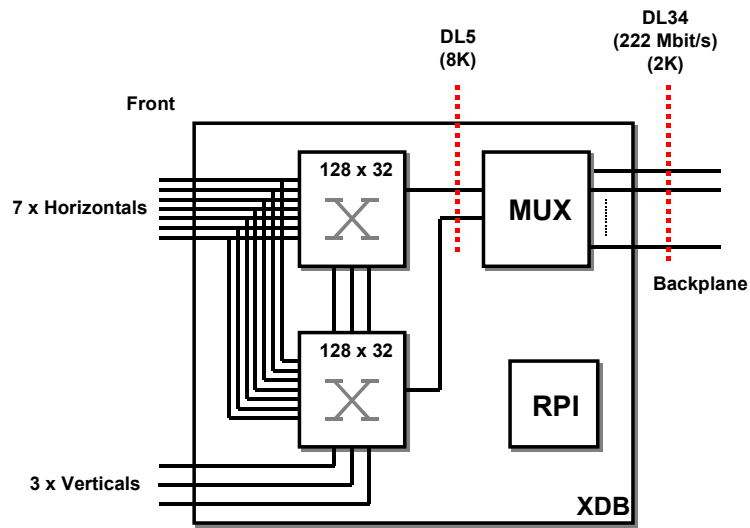 DL5
(8K)
DL34
(222 Mbit/s)
(2K)
Front
128 x 32
MUX
7 x Horizontals
Backplane
128 x 32
RPI
3 x Verticals
XDB